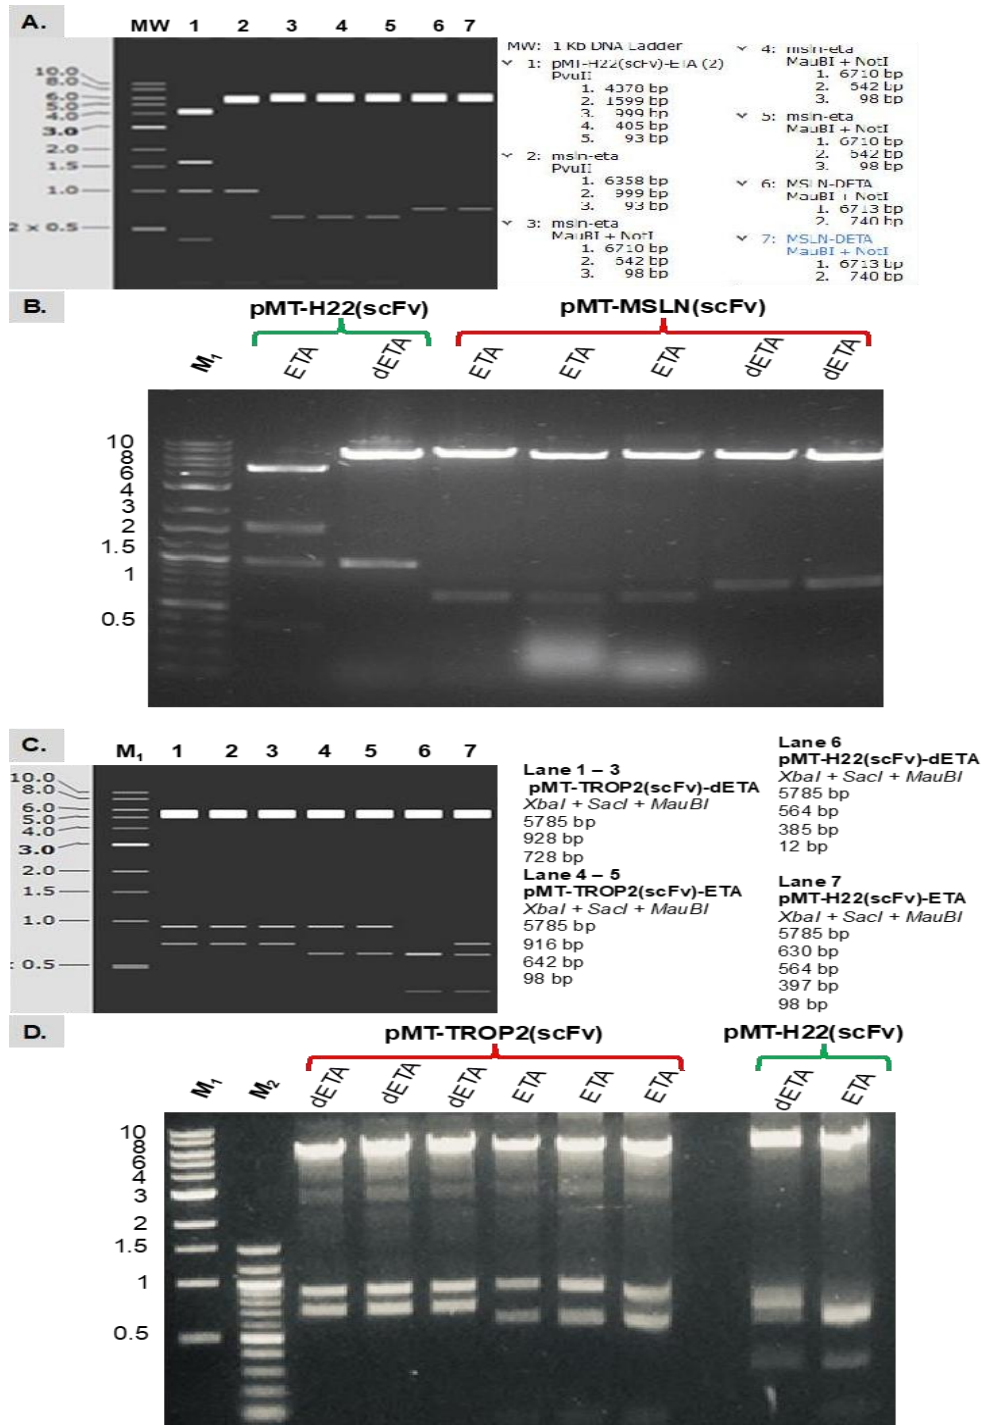 A.
MW 1 2 3 4 5 6 7
10.0
8.0
6.0
5.0
4.0
3.0
2.0
1.5
1.0
2 x 0.5
MW: 1 Kb DNA Ladder
1: pMT-H22(scFv)-ETA (2)
PvuII
1. 4370 bp
2. 1599 bp
3. 999 bp
4. 405 bp
5. 93 bp
2: msln-eta
PvuII
1. 6358 bp
2. 999 bp
3. 93 bp
3: msln-eta
MauBI + NotI
1. 6710 bp
2. 642 bp
3. 98 bp
4: msln-eta
MauBI + NotI
1. 6710 bp
2. 642 bp
3. 98 bp
5: msln-eta
MauBI + NotI
1. 6710 bp
2. 642 bp
3. 98 bp
6: MSLN-DETA
MauBI + NotI
1. 6713 bp
2. 740 bp
7: MSLN-DETA
MauBI + NotI
1. 6713 bp
2. 740 bp
B.
pMT-H22(scFv)
pMT-MSLN(scFv)
M1 ETA dETA ETA ETA ETA dETA dETA
10
8
6
4
3
2
1.5
1
0.5
C.
M1 1 2 3 4 5 6 7
10.0
8.0
6.0
5.0
4.0
3.0
2.0
1.5
1.0
0.5
Lane 1 – 3
pMT-TROP2(scFv)-dETA
XbaI + SacI + MauBI
5785 bp
928 bp
728 bp
Lane 4 – 5
pMT-TROP2(scFv)-ETA
XbaI + SacI + MauBI
5785 bp
916 bp
642 bp
98 bp
Lane 6
pMT-H22(scFv)-dETA
XbaI + SacI + MauBI
5785 bp
564 bp
385 bp
12 bp
Lane 7
pMT-H22(scFv)-ETA
XbaI + SacI + MauBI
5785 bp
630 bp
564 bp
397 bp
98 bp
D.
pMT-TROP2(scFv)
pMT-H22(scFv)
M1 M2 dETA dETA dETA ETA ETA ETA dETA ETA
10
8
6
4
3
2
1.5
1
0.5